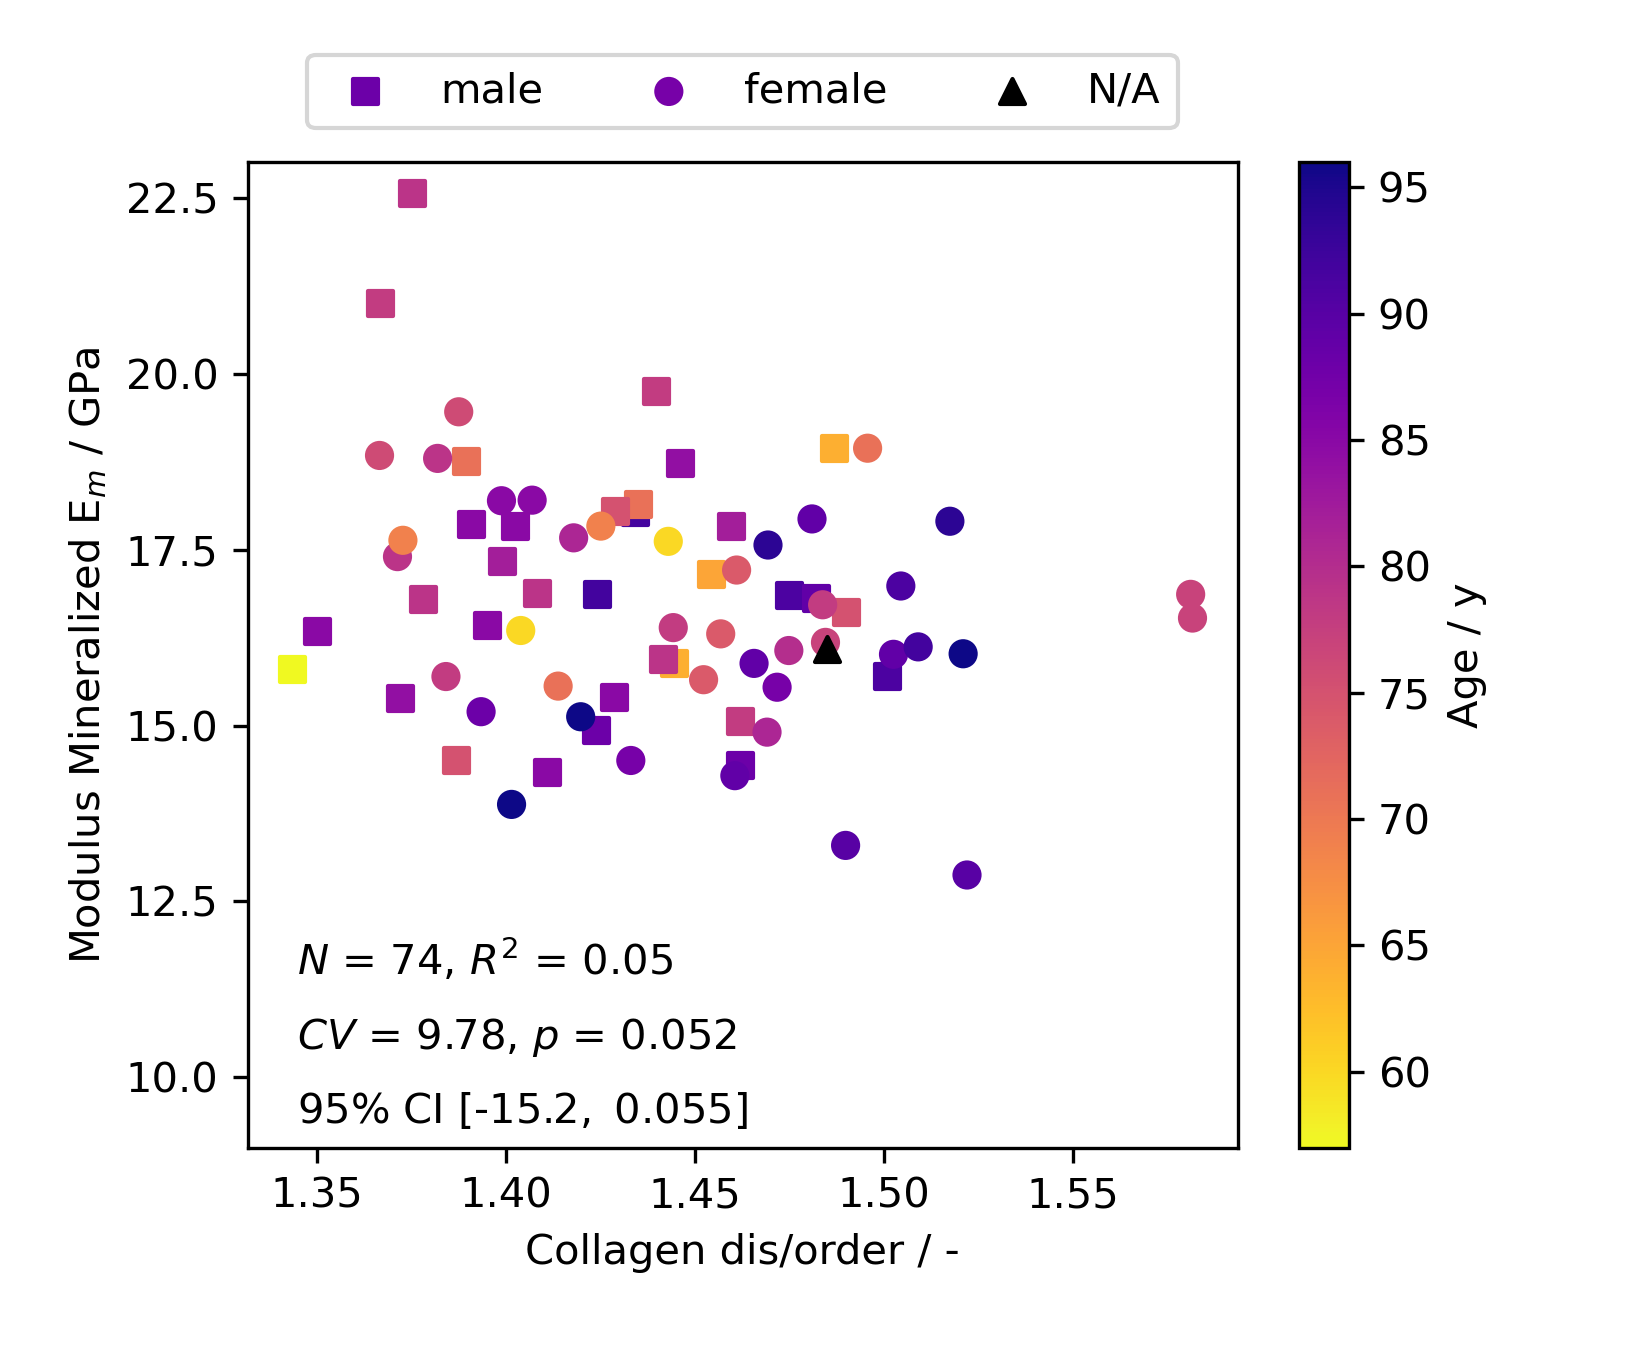 male female N/A
22.5
20.0
17.5
15.0
12.5
10.0
Modulus Mineralized Eₘ / GPa
N = 74, R² = 0.05
CV = 9.78, p = 0.052
95% CI [-15.2, 0.055]
1.35 1.40 1.45 1.50 1.55
Collagen dis/order / -
95
90
85
80
75
70
65
60
Age / y